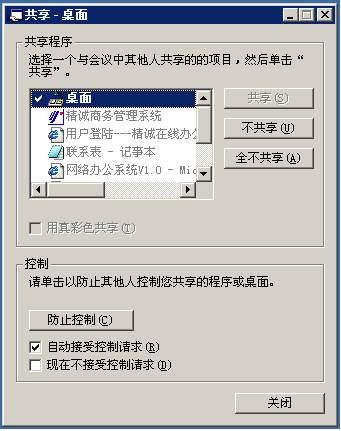 共享 - 桌面
共享程序
选择一个与会议中其他人共享的的项目，然后单击“
共享”。
桌面
精诚商务管理系统
用户登陆---精诚在线办公
联系表 - 记事本
网络办公系统V1.0 - Mic
共享(S)
不共享(U)
全不共享(A)
用真彩色共享(T)
控制
请单击以防止其他人控制您共享的程序或桌面。
防止控制(C)
自动接受控制请求(R)
现在不接受控制请求(D)
关闭